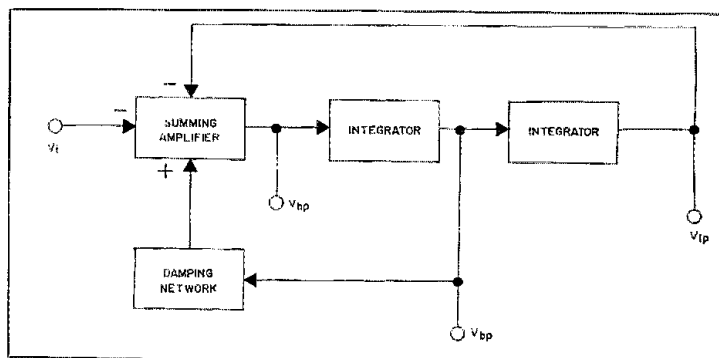 −
−
SUMMING
AMPLIFIER
INTEGRATOR
INTEGRATOR
Vi
+
Vhp
Vlp
DAMPING
NETWORK
Vbp